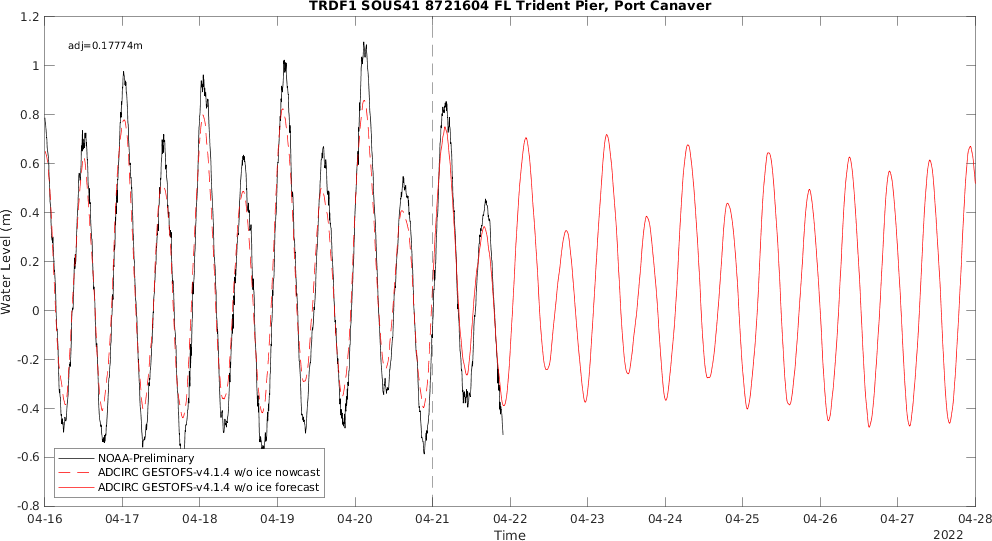 TRDF1 SOUS41 8721604 FL Trident Pier, Port Canaver
adj=0.17774m
1.2
1
0.8
0.6
0.4
0.2
0
-0.2
-0.4
-0.6
-0.8
Water Level (m)
NOAA-Preliminary
ADCIRC GESTOFS-v4.1.4 w/o ice nowcast
ADCIRC GESTOFS-v4.1.4 w/o ice forecast
04-16 04-17 04-18 04-19 04-20 04-21 04-22 04-23 04-24 04-25 04-26 04-27 04-28
Time
2022